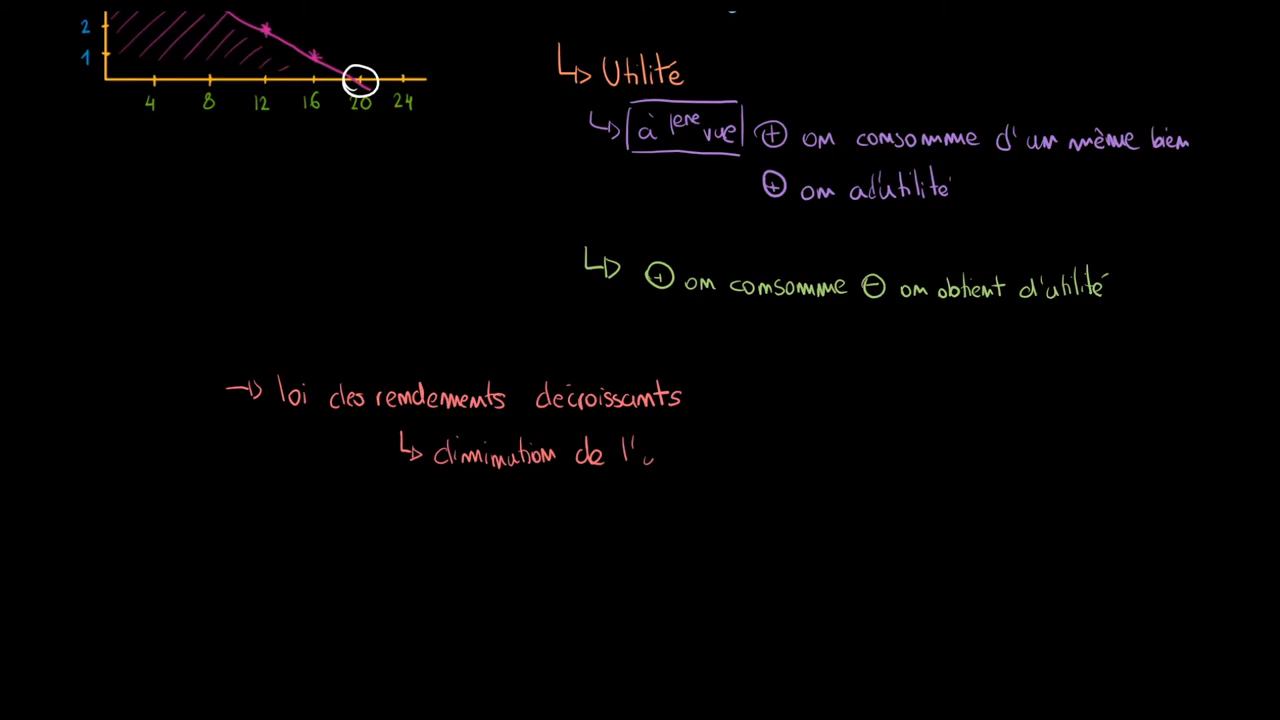 2
1
4 8 12 16 20 24
Utilité
à 1ere vue + on consomme d'un même bien
+ on a d'utilité
+ on consomme - on obtient d'utilité
loi des rendements décroissants
diminution de l'